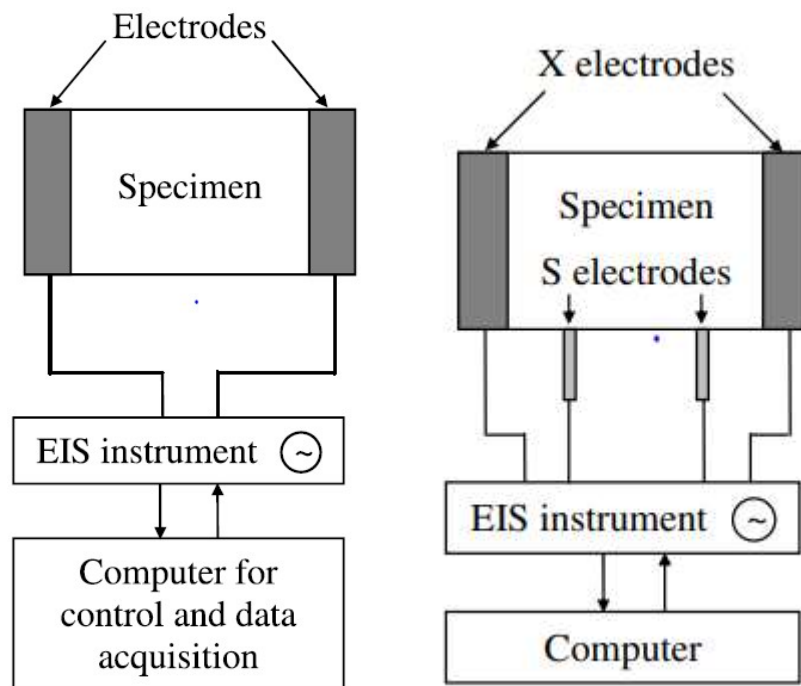 Electrodes
Specimen
EIS instrument ~
Computer for
control and data
acquisition
X electrodes
Specimen
S electrodes
EIS instrument ~
Computer